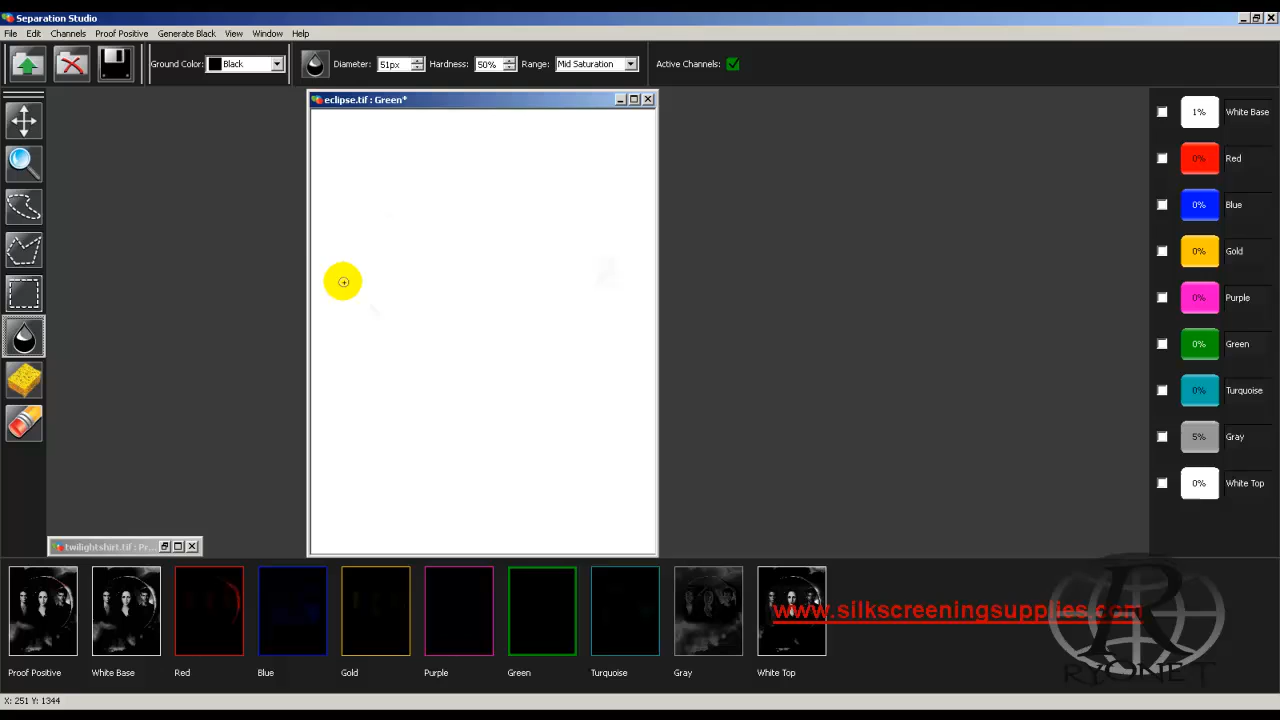 Separation Studio
File Edit Channels Proof Positive Generate Black View Window Help
Ground Color: Black Diameter: 51px Hardness: 50% Range: Mid Saturation Active Channels:
eclipse.tif : Green*
1% White Base
0% Red
0% Blue
0% Gold
0% Purple
0% Green
0% Turquoise
5% Gray
0% White Top
twilightshirt.tif : Pr...
www.silkscreeningsupplies.com
R
RYONET
Proof Positive White Base Red Blue Gold Purple Green Turquoise Gray White Top
X: 251 Y: 1344